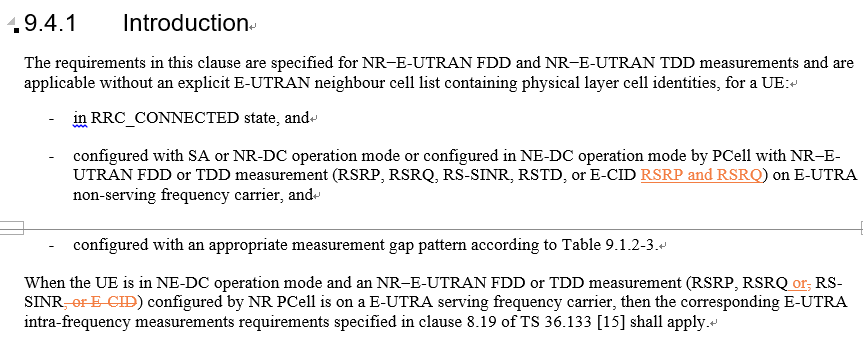 9.4.1 Introduction
The requirements in this clause are specified for NR−E-UTRAN FDD and NR−E-UTRAN TDD measurements and are
applicable without an explicit E-UTRAN neighbour cell list containing physical layer cell identities, for a UE:
- in RRC_CONNECTED state, and
- configured with SA or NR-DC operation mode or configured in NE-DC operation mode by PCell with NR−E-
UTRAN FDD or TDD measurement (RSRP, RSRQ, RS-SINR, RSTD, or E-CID RSRP and RSRQ) on E-UTRA
non-serving frequency carrier, and
- configured with an appropriate measurement gap pattern according to Table 9.1.2-3.
When the UE is in NE-DC operation mode and an NR−E-UTRAN FDD or TDD measurement (RSRP, RSRQ or, RS-
SINR, or E-CID) configured by NR PCell is on a E-UTRA serving frequency carrier, then the corresponding E-UTRA
intra-frequency measurements requirements specified in clause 8.19 of TS 36.133 [15] shall apply.